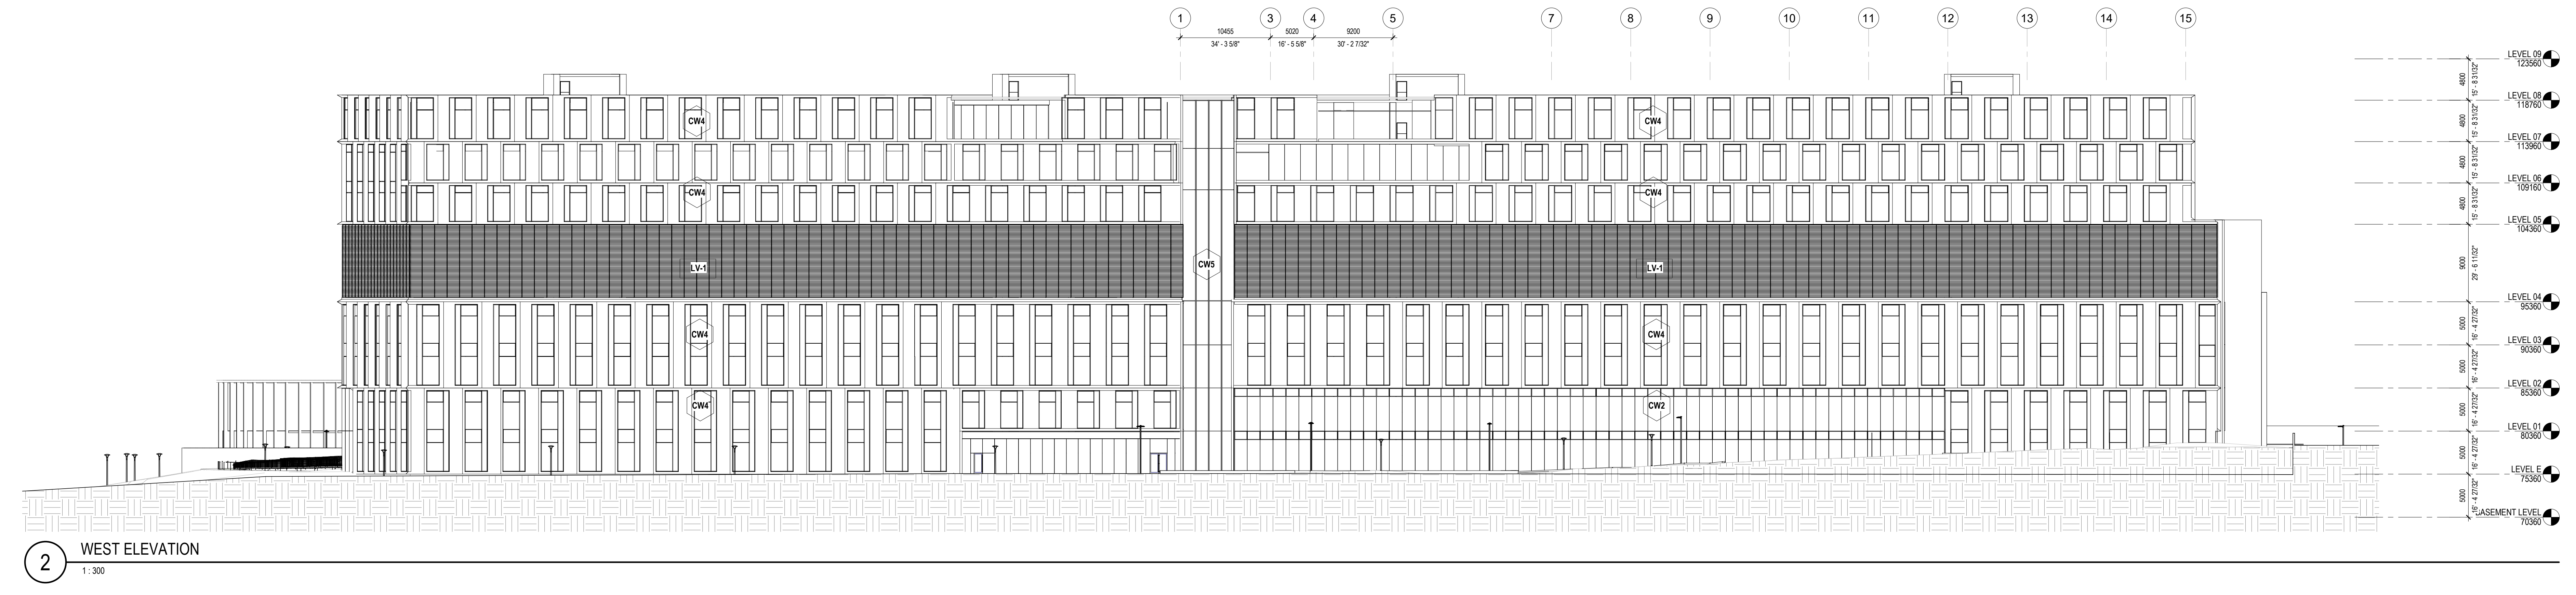 1 3 4 5 7 8 9 10 11 12 13 14 15
10455 5020 9200
34' - 3 5/8" 16' - 5 5/8" 30' - 2 7/32"
LEVEL 09
123560
4800
15' - 8 31/32"
LEVEL 08
118760
4800
15' - 8 31/32"
LEVEL 07
113960
4800
15' - 8 31/32"
LEVEL 06
109160
4800
15' - 8 31/32"
LEVEL 05
104360
9000
29' - 6 11/32"
LEVEL 04
95360
5000
16' - 4 27/32"
LEVEL 03
90360
5000
16' - 4 27/32"
LEVEL 02
85360
5000
16' - 4 27/32"
LEVEL 01
80360
5000
16' - 4 27/32"
LEVEL E
75360
5000
16' - 4 27/32"
ASEMENT LEVEL
70360
CW4 CW4
CW4 CW4
CW5
LV-1 LV-1
CW4 CW4
CW4 CW2
2 WEST ELEVATION
1 : 300